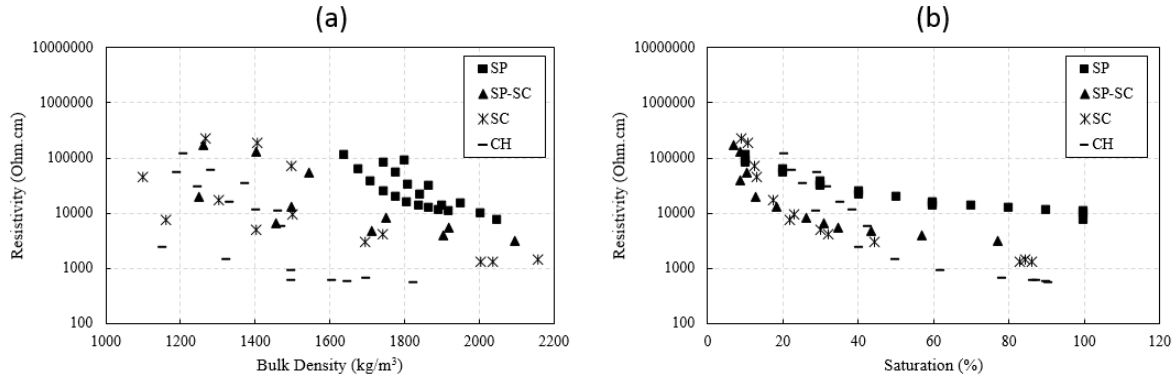 (a)
10000000
1000000
100000
10000
1000
100
Resistivity (Ohm.cm)
1000 1200 1400 1600 1800 2000 2200
Bulk Density (kg/m³)
SP
SP-SC
SC
CH
(b)
10000000
1000000
100000
10000
1000
100
Resistivity (Ohm.cm)
0 20 40 60 80 100 120
Saturation (%)
SP
SP-SC
SC
CH